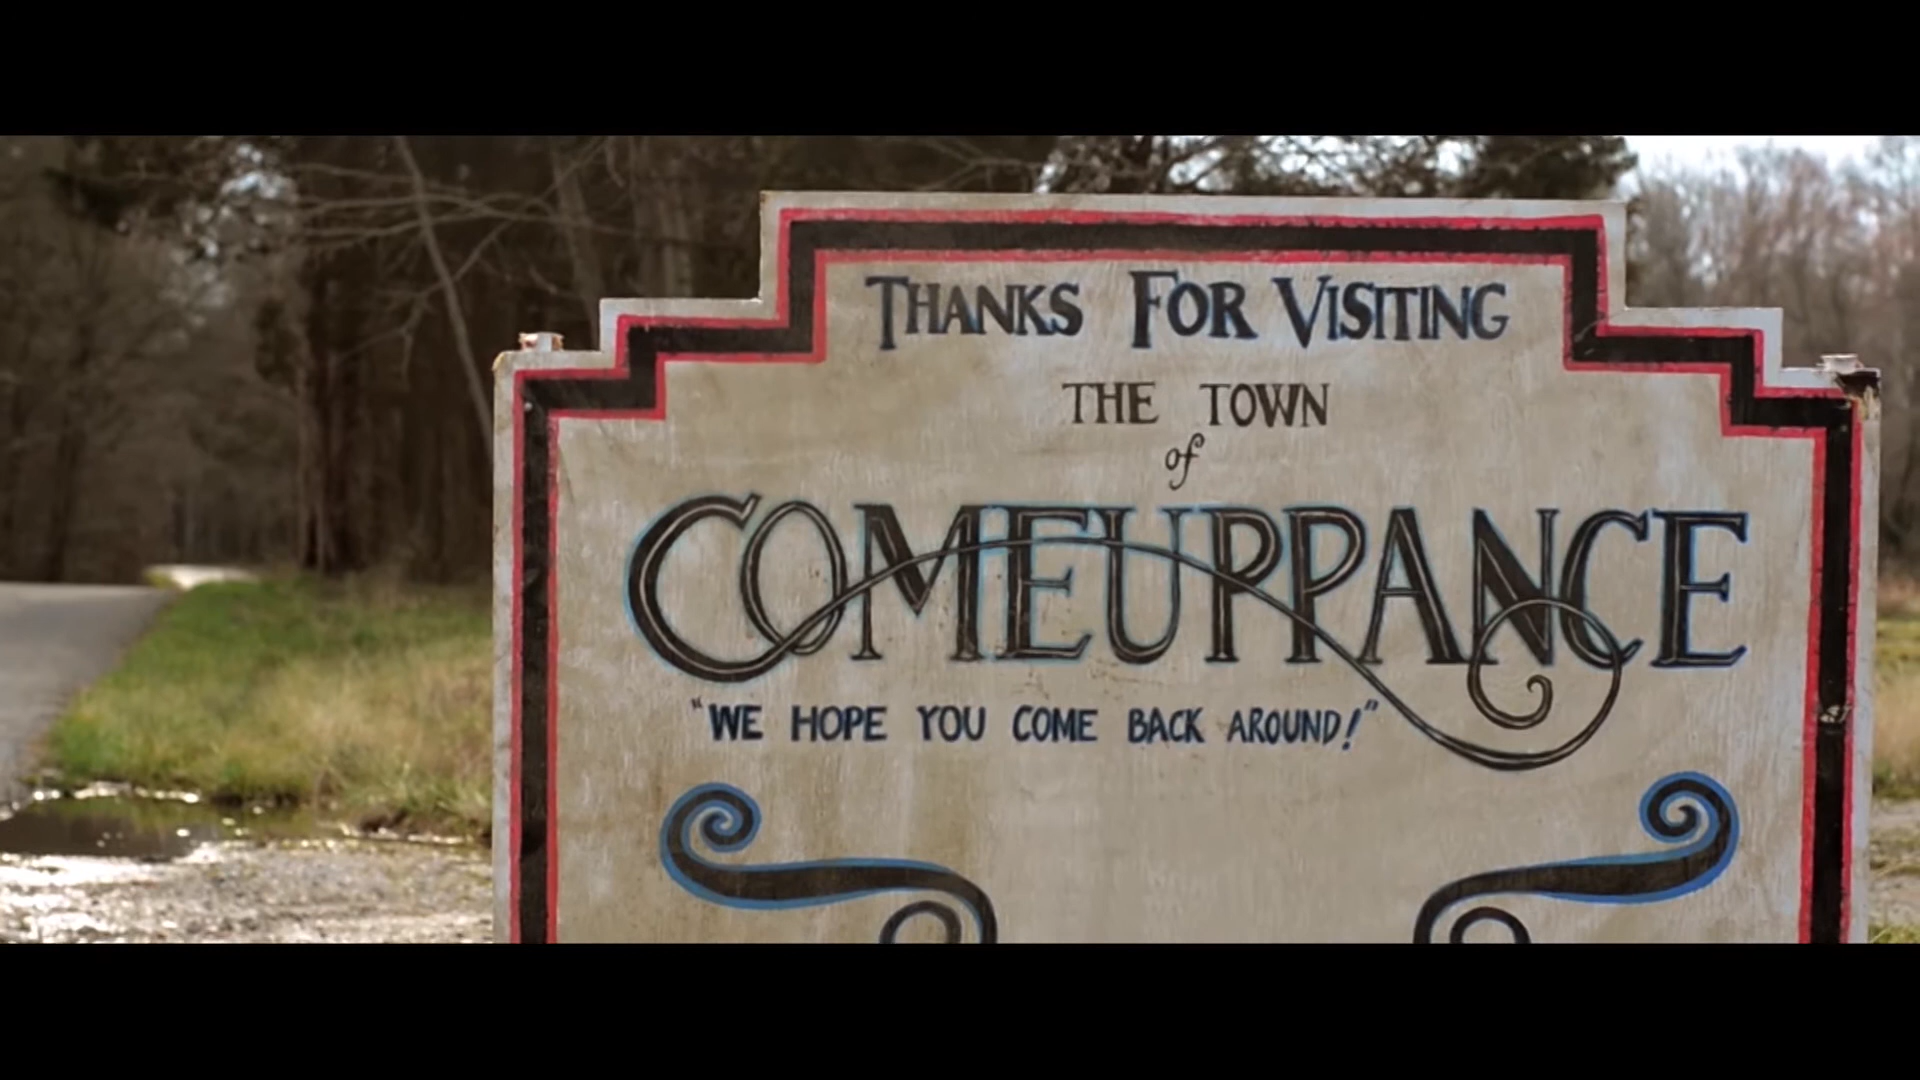 THANKS FOR VISITING
THE TOWN
of
COMEUPPANCE
"WE HOPE YOU COME BACK AROUND!"